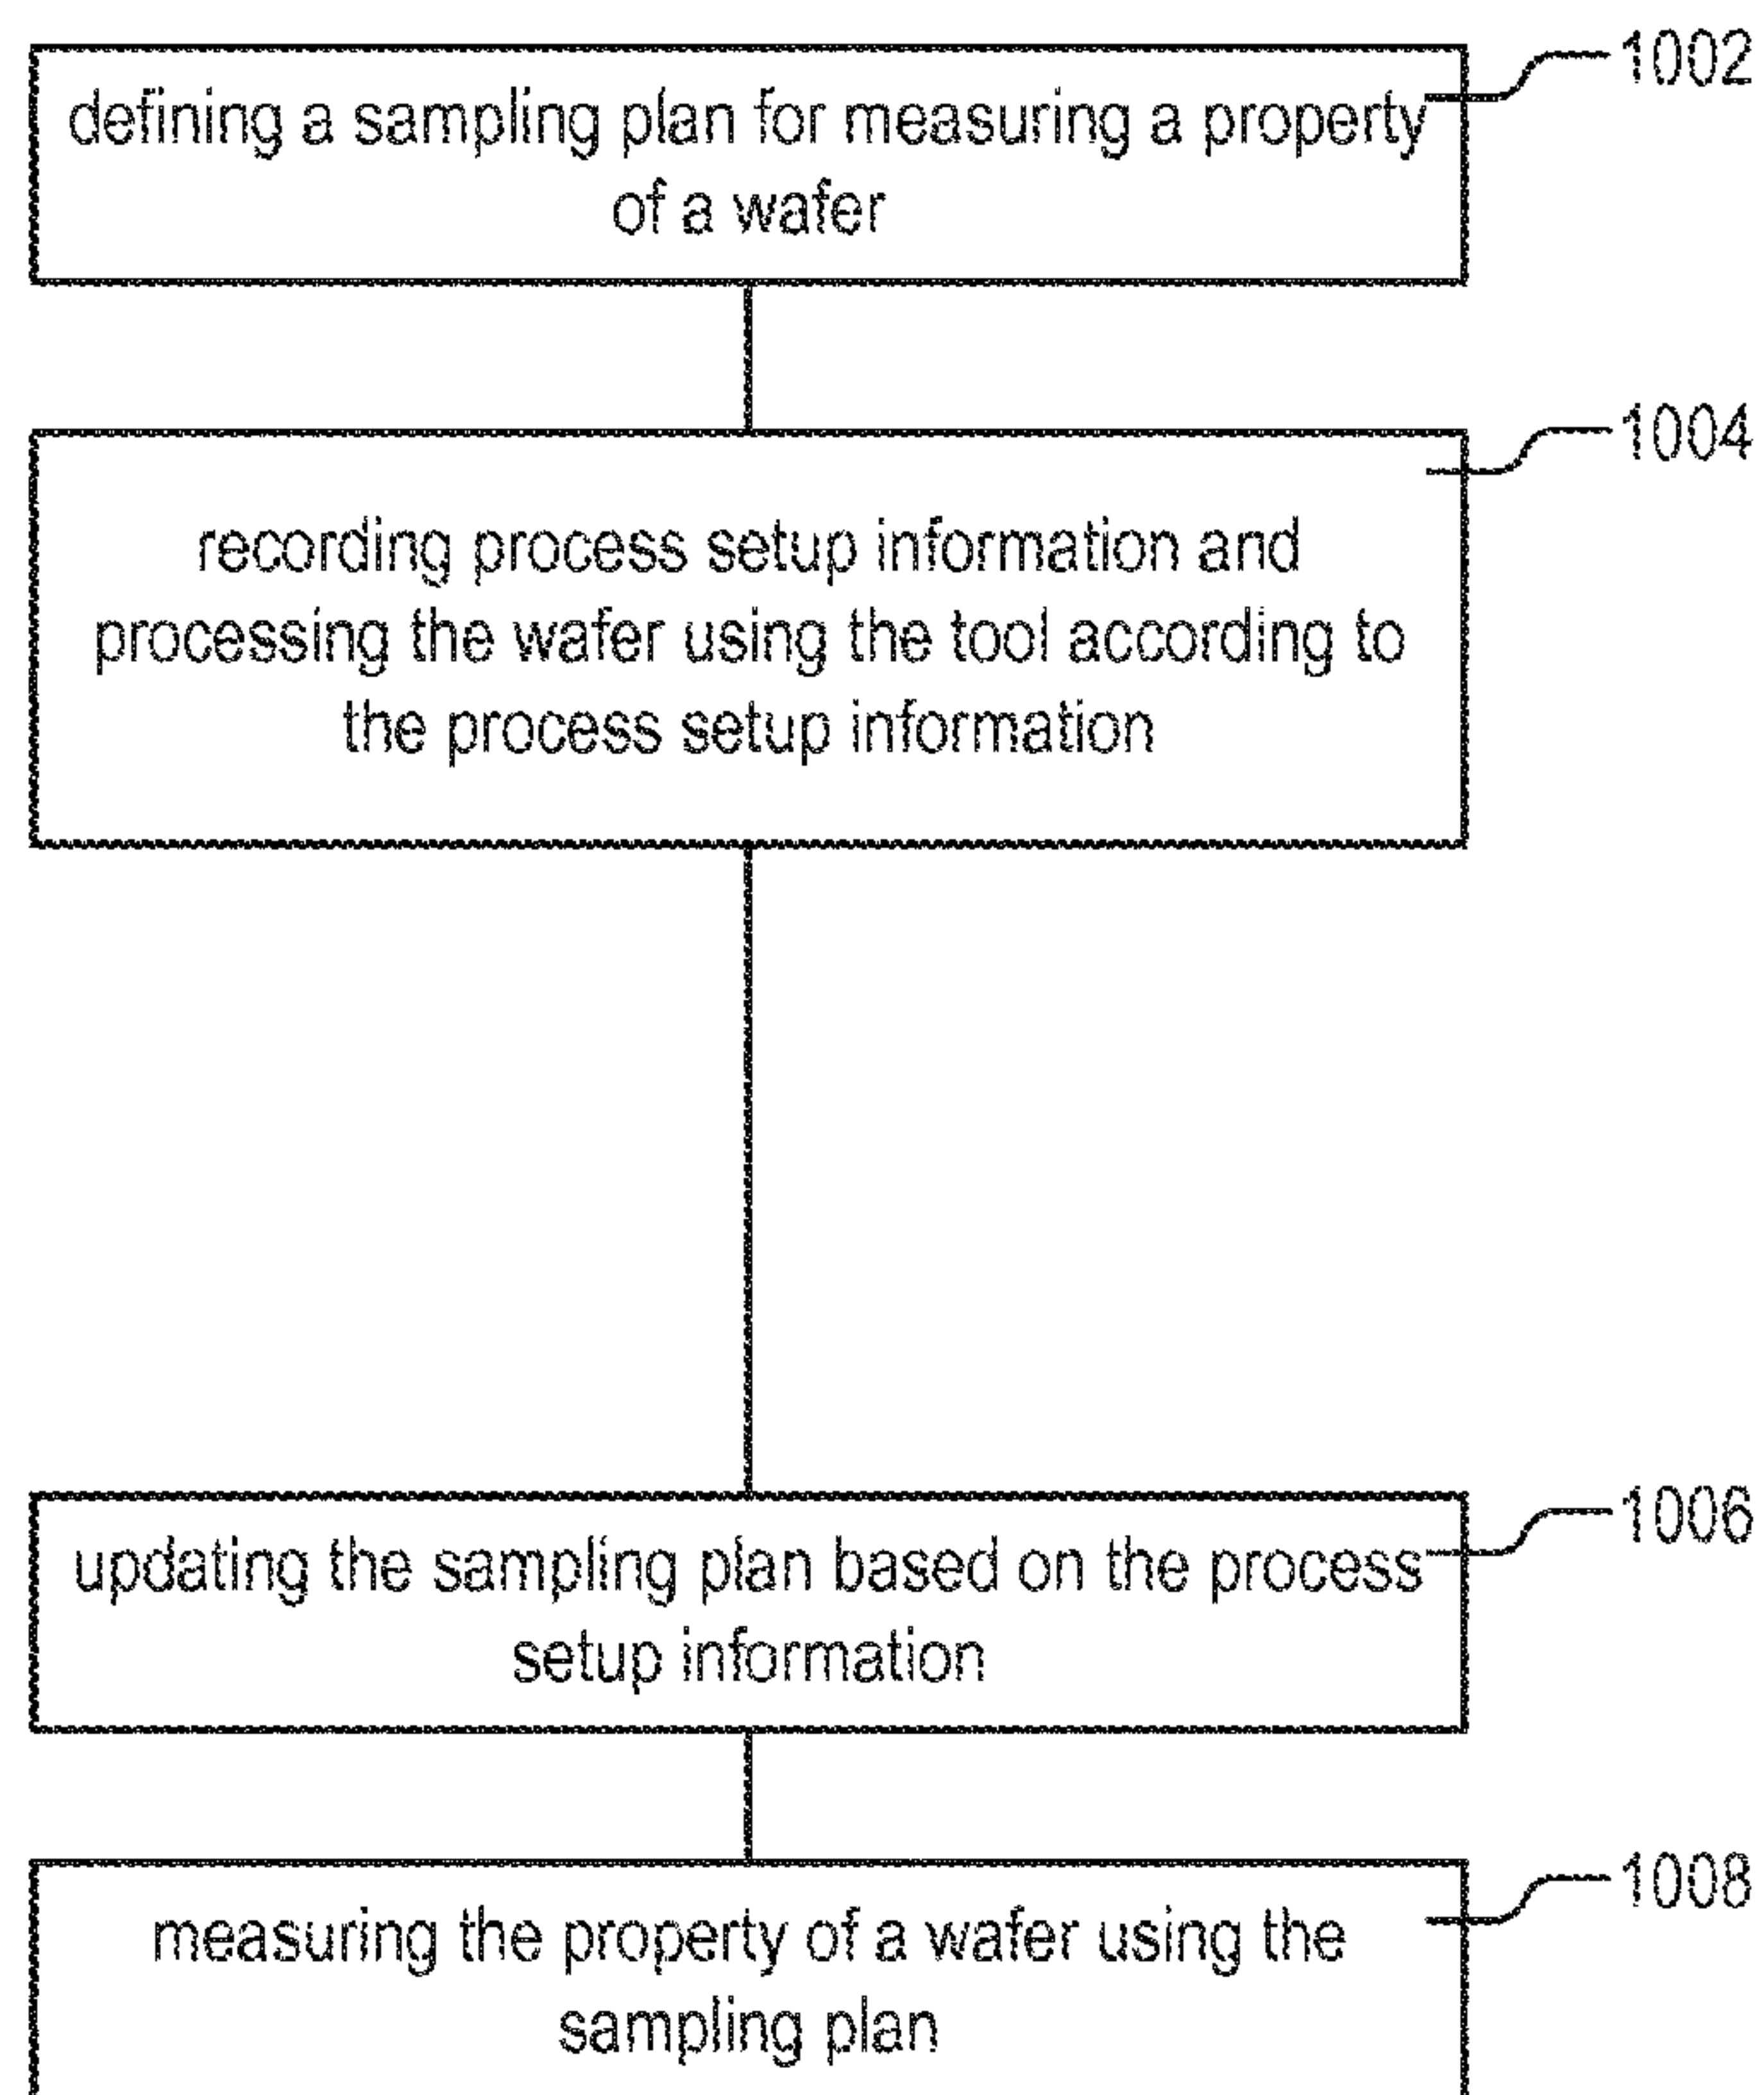 1002
defining a sampling plan for measuring a property
of a wafer
1004
recording process setup information and
processing the wafer using the tool according to
the process setup information
1006
updating the sampling plan based on the process
setup information
1008
measuring the property of a wafer using the
sampling plan